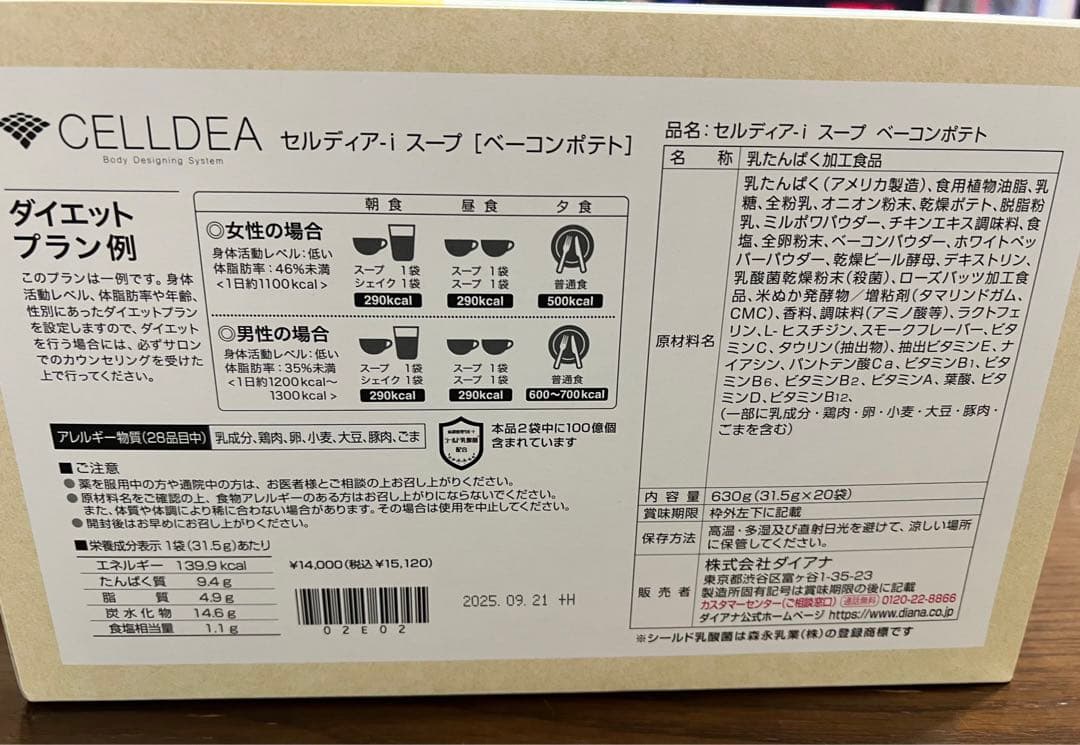 CELLDEA
Body Designing System
セルディア-i スープ [ベーコンポテト]
ダイエット
プラン例
このプランは一例です。身体
活動レベル、体脂肪率や年齢、
性別にあったダイエットプラン
を設定しますので、ダイエット
を行う場合には、必ずサロン
でのカウンセリングを受けた
上で行ってください。
朝食 昼食 夕食
◎女性の場合
身体活動レベル:低い
体脂肪率:46%未満
<1日約1100kcal>
スープ 1袋
シェイク 1袋
290kcal
スープ 1袋
スープ 1袋
290kcal
普通食
500kcal
◎男性の場合
身体活動レベル:低い
体脂肪率:35%未満
<1日約1200kcal~
1300kcal>
スープ 1袋
シェイク 1袋
290kcal
スープ 1袋
スープ 1袋
290kcal
普通食
600~700kcal
アレルギー物質(28品目中) 乳成分、鶏肉、卵、小麦、大豆、豚肉、ごま
シールド乳酸菌
配合
本品2袋中に100億個
含まれています
■ご注意
●薬を服用中の方や通院中の方は、お医者様とご相談の上お召し上がりください。
●原材料名をご確認の上、食物アレルギーのある方はお召し上がりにならないでください。
また、体質や体調により稀に合わない場合があります。その場合は使用を中止してください。
●開封後はお早めにお召し上がりください。
■栄養成分表示 1袋(31.5g)あたり
エネルギー 139.9kcal
たんぱく質 9.4g
脂質 4.9g
炭水化物 14.6g
食塩相当量 1.1g
¥14,000(税込¥15,120)
02E02
2025.09.21 +H
品名:セルディア-i スープ ベーコンポテト
名称 乳たんぱく加工食品
原材料名
乳たんぱく(アメリカ製造)、食用植物油脂、乳
糖、全粉乳、オニオン粉末、乾燥ポテト、脱脂粉
乳、ミルポワパウダー、チキンエキス調味料、食
塩、全卵粉末、ベーコンパウダー、ホワイトペッ
パーパウダー、乾燥ビール酵母、デキストリン、
乳酸菌乾燥粉末(殺菌)、ローズバッツ加工食
品、米ぬか発酵物/増粘剤(タマリンドガム、
CMC)、香料、調味料(アミノ酸等)、ラクトフェ
リン、L-ヒスチジン、スモークフレーバー、ビタ
ミンC、タウリン(抽出物)、抽出ビタミンE、ナ
イアシン、パントテン酸Ca、ビタミンB1、ビタ
ミンB6、ビタミンB2、ビタミンA、葉酸、ビタ
ミンD、ビタミンB12、
(一部に乳成分・鶏肉・卵・小麦・大豆・豚肉・
ごまを含む)
内容量 630g(31.5g×20袋)
賞味期限 枠外左下に記載
保存方法 高温・多湿及び直射日光を避けて、涼しい場所
に保管してください。
販売者
株式会社ダイアナ
東京都渋谷区富ヶ谷1-35-23
製造所固有記号は賞味期限の後に記載
カスタマーセンター(ご相談窓口) 通話無料 0120-22-8866
ダイアナ公式ホームページ https://www.diana.co.jp
※シールド乳酸菌は森永乳業(株)の登録商標です